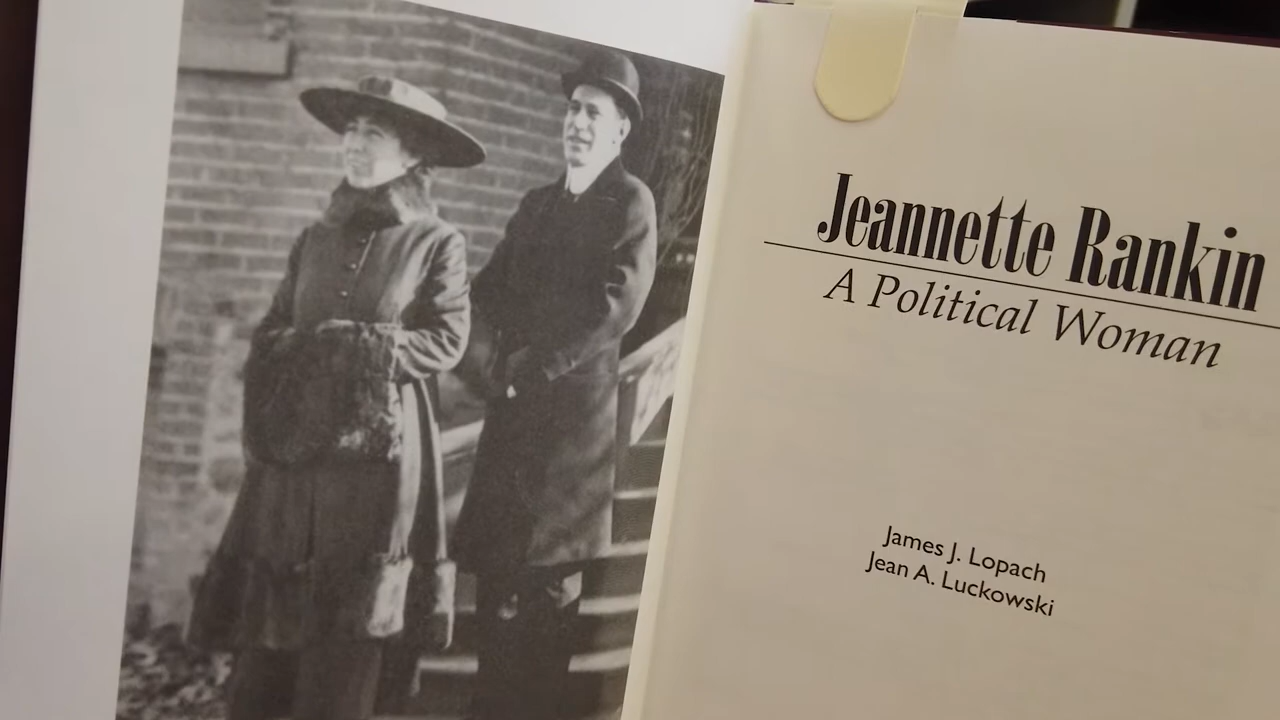 Jeannette Rankin
A Political Woman
James J. Lopach
Jean A. Luckowski